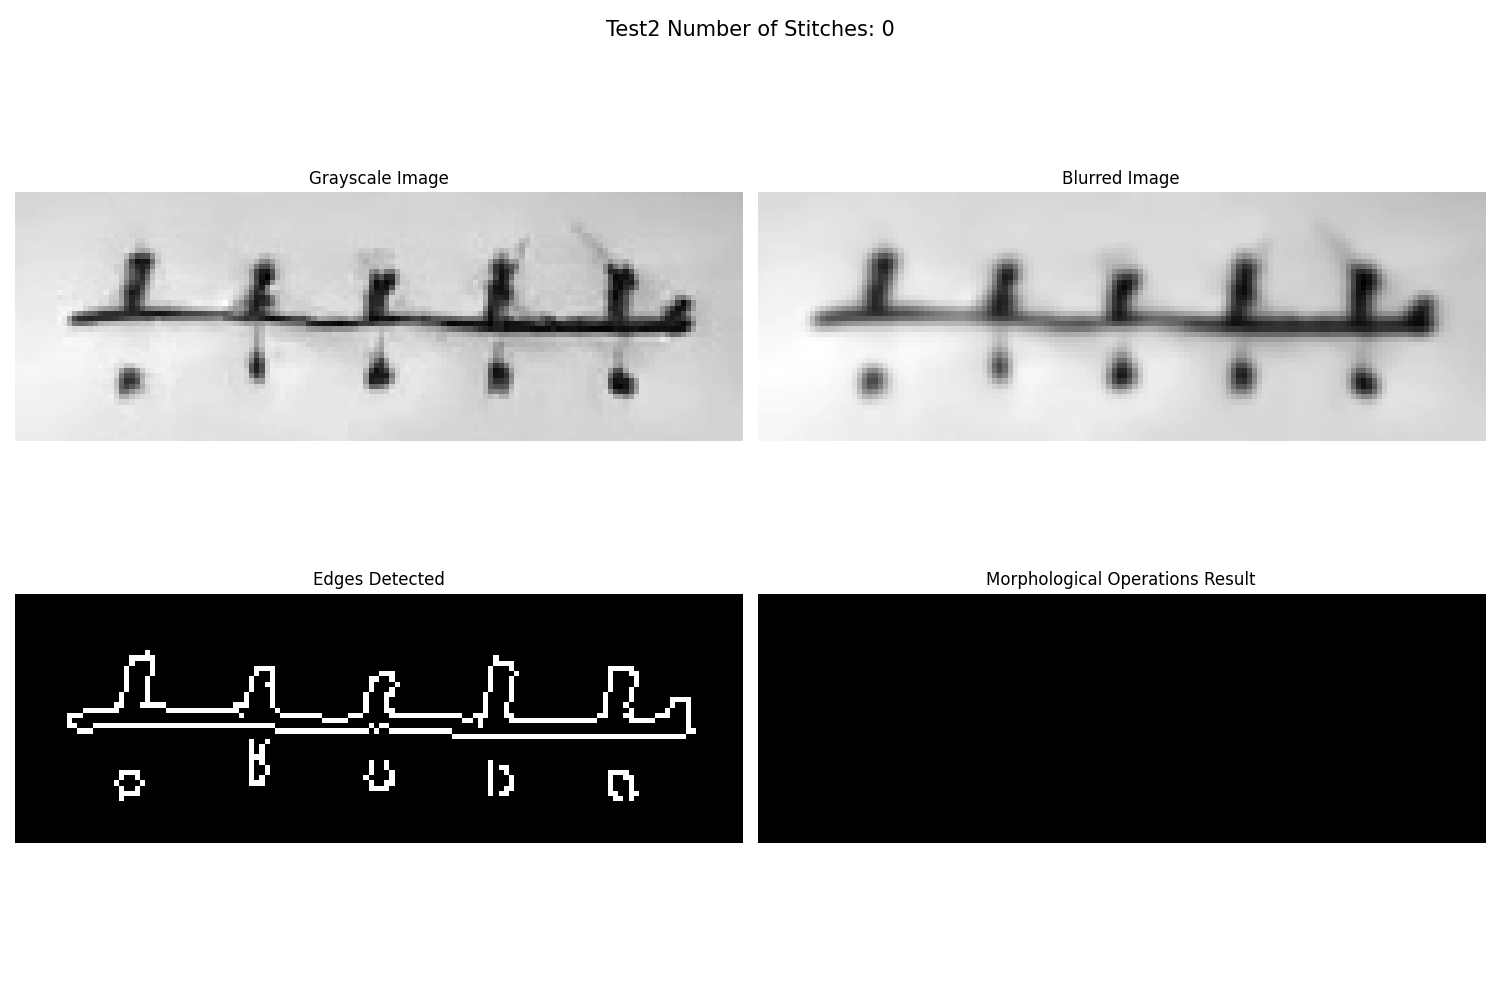 Test2 Number of Stitches: 0
Grayscale Image
Blurred Image
Edges Detected
Morphological Operations Result